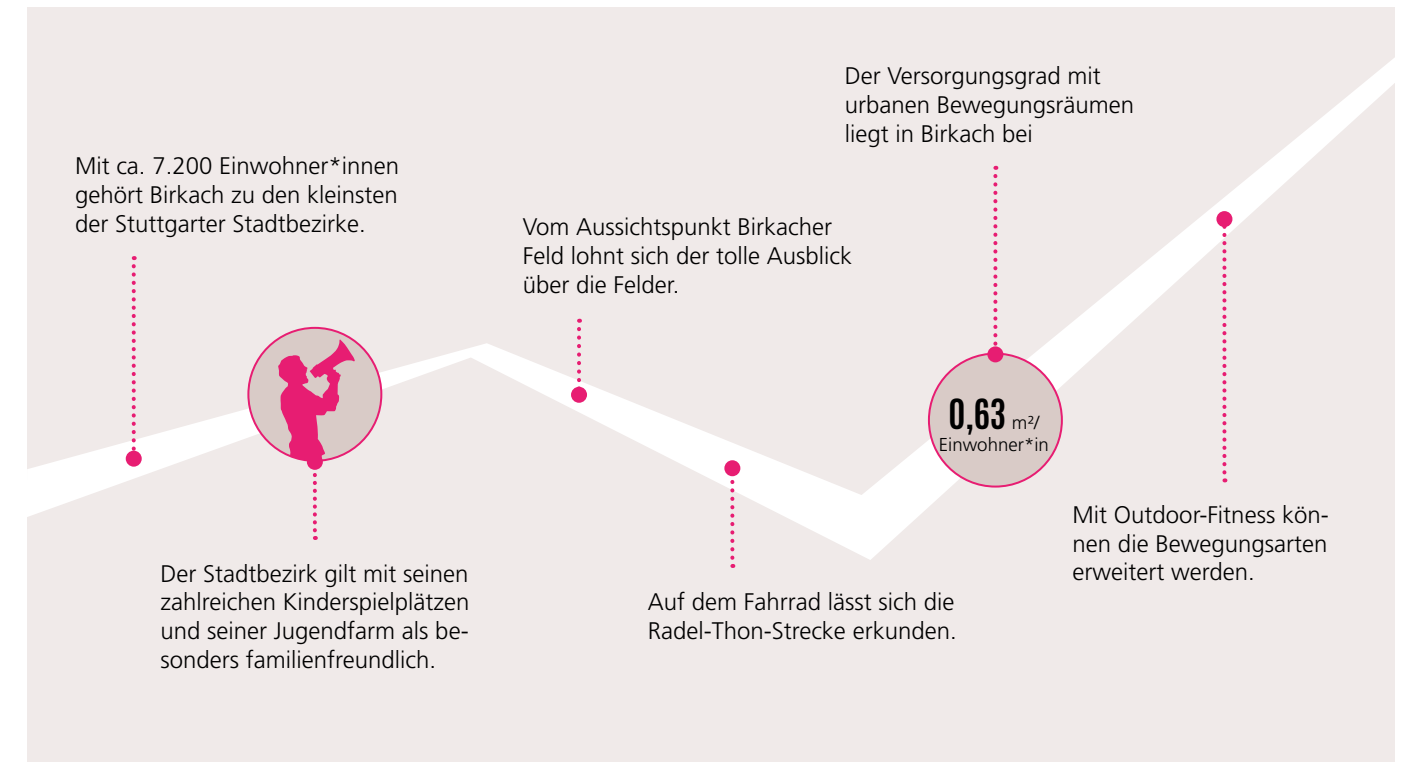 Mit ca. 7.200 Einwohner*innen
gehört Birkach zu den kleinsten
der Stuttgarter Stadtbezirke.
Der Stadtbezirk gilt mit seinen
zahlreichen Kinderspielplätzen
und seiner Jugendfarm als be-
sonders familienfreundlich.
Vom Aussichtspunkt Birkacher
Feld lohnt sich der tolle Ausblick
über die Felder.
Auf dem Fahrrad lässt sich die
Radel-Thon-Strecke erkunden.
Der Versorgungsgrad mit
urbanen Bewegungsräumen
liegt in Birkach bei
0,63 m²/
Einwohner*in
Mit Outdoor-Fitness kön-
nen die Bewegungsarten
erweitert werden.